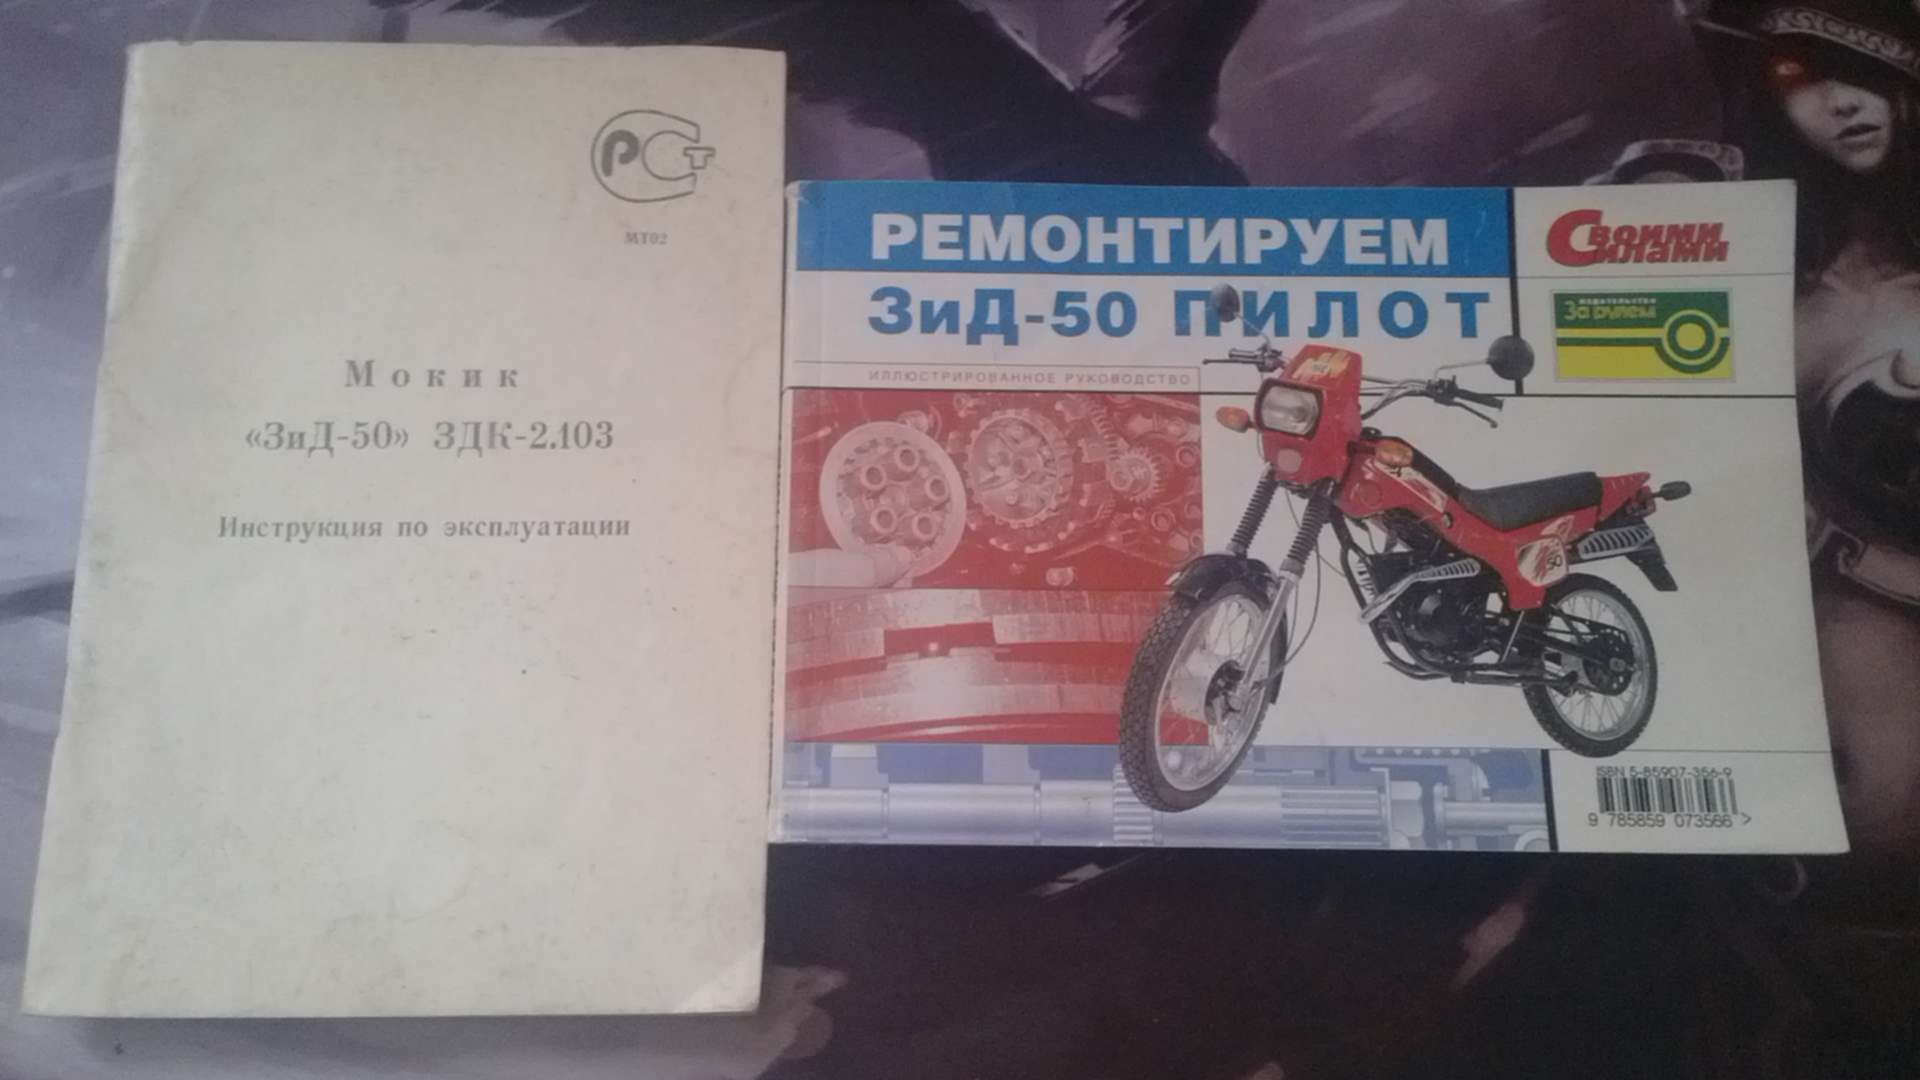 РСТ
МТ02
Мокик
«ЗиД-50» ЗДК-2.103
Инструкция по эксплуатации
РЕМОНТИРУЕМ
ЗиД-50 ПИЛОТ
ИЛЛЮСТРИРОВАННОЕ РУКОВОДСТВО
Своими
Силами
ИЗДАТЕЛЬСТВО
За рулем
50
ISBN 5-85907-356-9
9 785859 073566 >